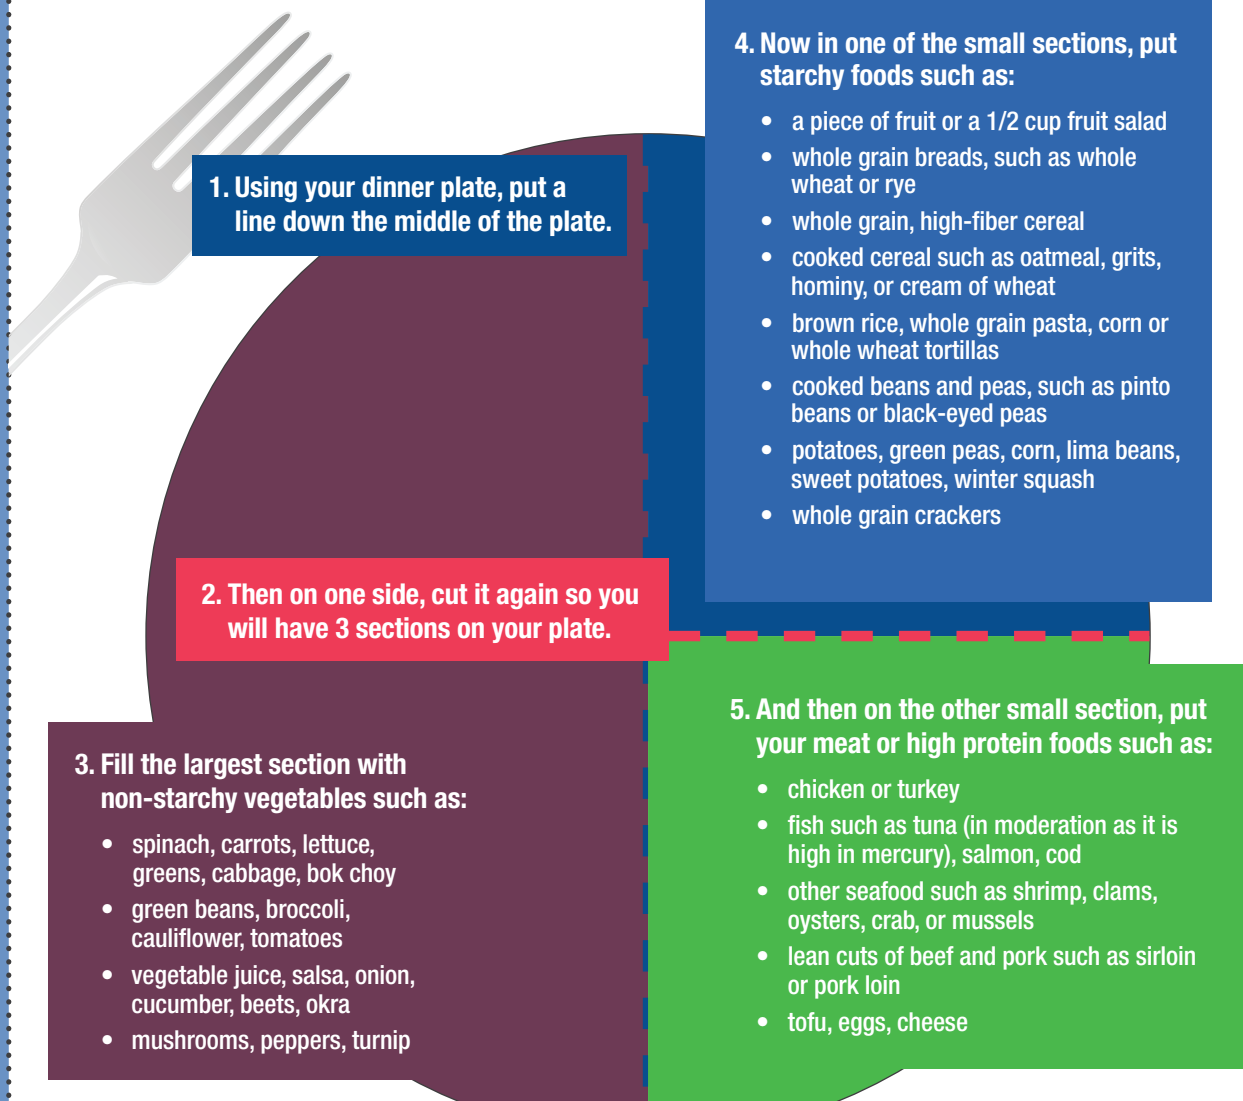 1. Using your dinner plate, put a
line down the middle of the plate.
2. Then on one side, cut it again so you
will have 3 sections on your plate.
3. Fill the largest section with
non-starchy vegetables such as:
• spinach, carrots, lettuce,
greens, cabbage, bok choy
• green beans, broccoli,
cauliflower, tomatoes
• vegetable juice, salsa, onion,
cucumber, beets, okra
• mushrooms, peppers, turnip
4. Now in one of the small sections, put
starchy foods such as:
• a piece of fruit or a 1/2 cup fruit salad
• whole grain breads, such as whole
wheat or rye
• whole grain, high-fiber cereal
• cooked cereal such as oatmeal, grits,
hominy, or cream of wheat
• brown rice, whole grain pasta, corn or
whole wheat tortillas
• cooked beans and peas, such as pinto
beans or black-eyed peas
• potatoes, green peas, corn, lima beans,
sweet potatoes, winter squash
• whole grain crackers
5. And then on the other small section, put
your meat or high protein foods such as:
• chicken or turkey
• fish such as tuna (in moderation as it is
high in mercury), salmon, cod
• other seafood such as shrimp, clams,
oysters, crab, or mussels
• lean cuts of beef and pork such as sirloin
or pork loin
• tofu, eggs, cheese